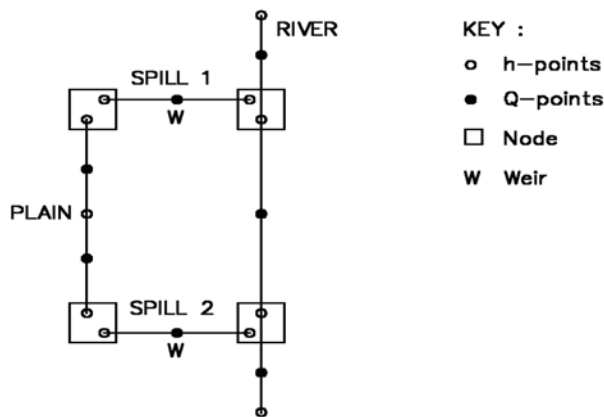 RIVER
SPILL 1
W
PLAIN
SPILL 2
W
KEY :
h-points
Q-points
Node
W Weir